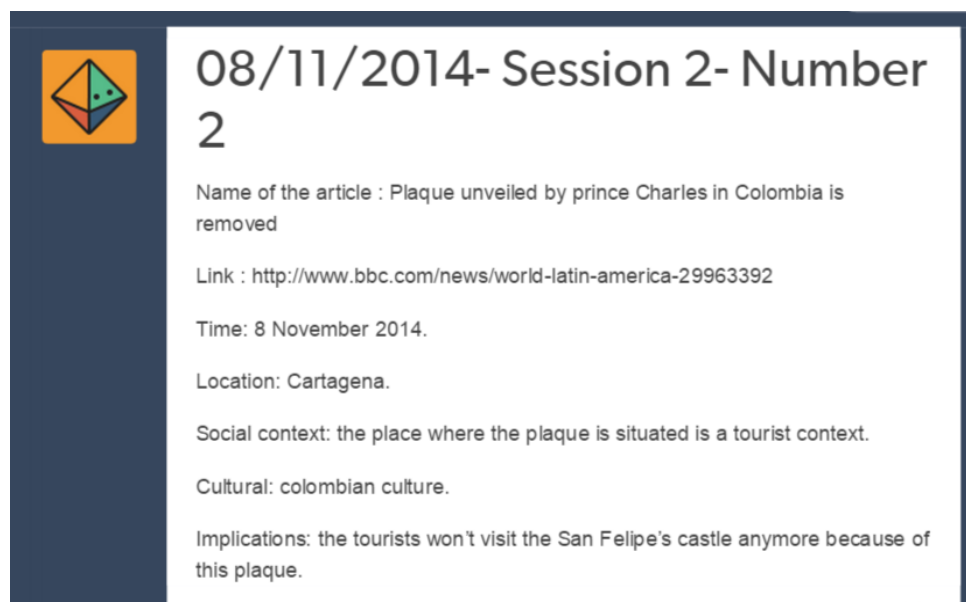 08/11/2014- Session 2- Number
2
Name of the article : Plaque unveiled by prince Charles in Colombia is
removed
Link : http://www.bbc.com/news/world-latin-america-29963392
Time: 8 November 2014.
Location: Cartagena.
Social context: the place where the plaque is situated is a tourist context.
Cultural: colombian culture.
Implications: the tourists won’t visit the San Felipe’s castle anymore because of
this plaque.